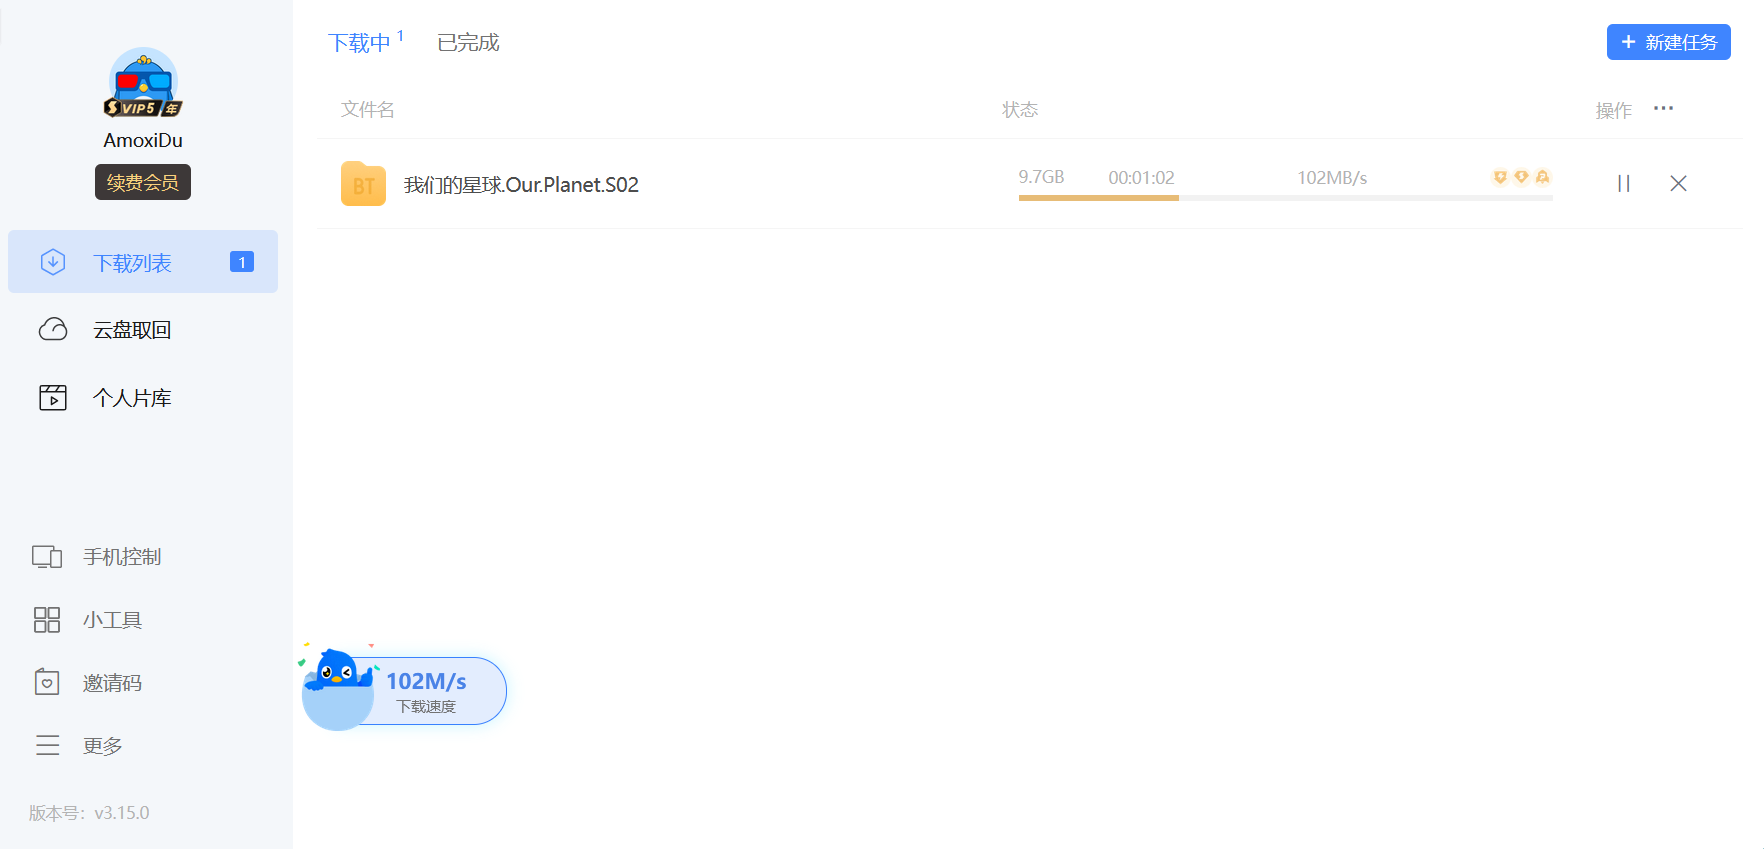 下载中 1
已完成
+ 新建任务
VIP5 年
AmoxiDu
续费会员
文件名
状态
操作 ···
BT
我们的星球.Our.Planet.S02
9.7GB
00:01:02
102MB/s
下载列表
1
云盘取回
个人片库
手机控制
小工具
邀请码
更多
版本号：v3.15.0
102M/s
下载速度